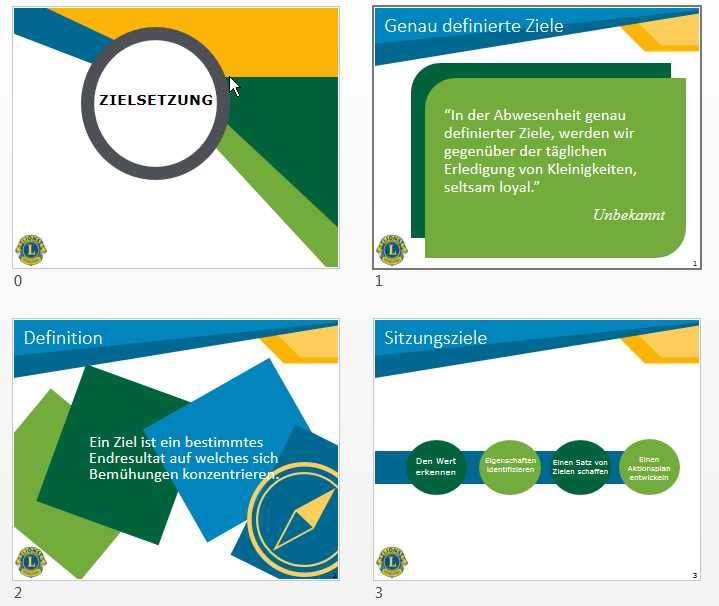 ZIELSETZUNG
0
Genau definierte Ziele
“In der Abwesenheit genau
definierter Ziele, werden wir
gegenüber der täglichen
Erledigung von Kleinigkeiten,
seltsam loyal.”
Unbekannt
1
1
Definition
Ein Ziel ist ein bestimmtes
Endresultat auf welches sich
Bemühungen konzentrieren.
2
2
Sitzungsziele
Den Wert
erkennen
Eigenschaften
identifizieren
Einen Satz von
Zielen schaffen
Einen
Aktionsplan
entwickeln
3
3